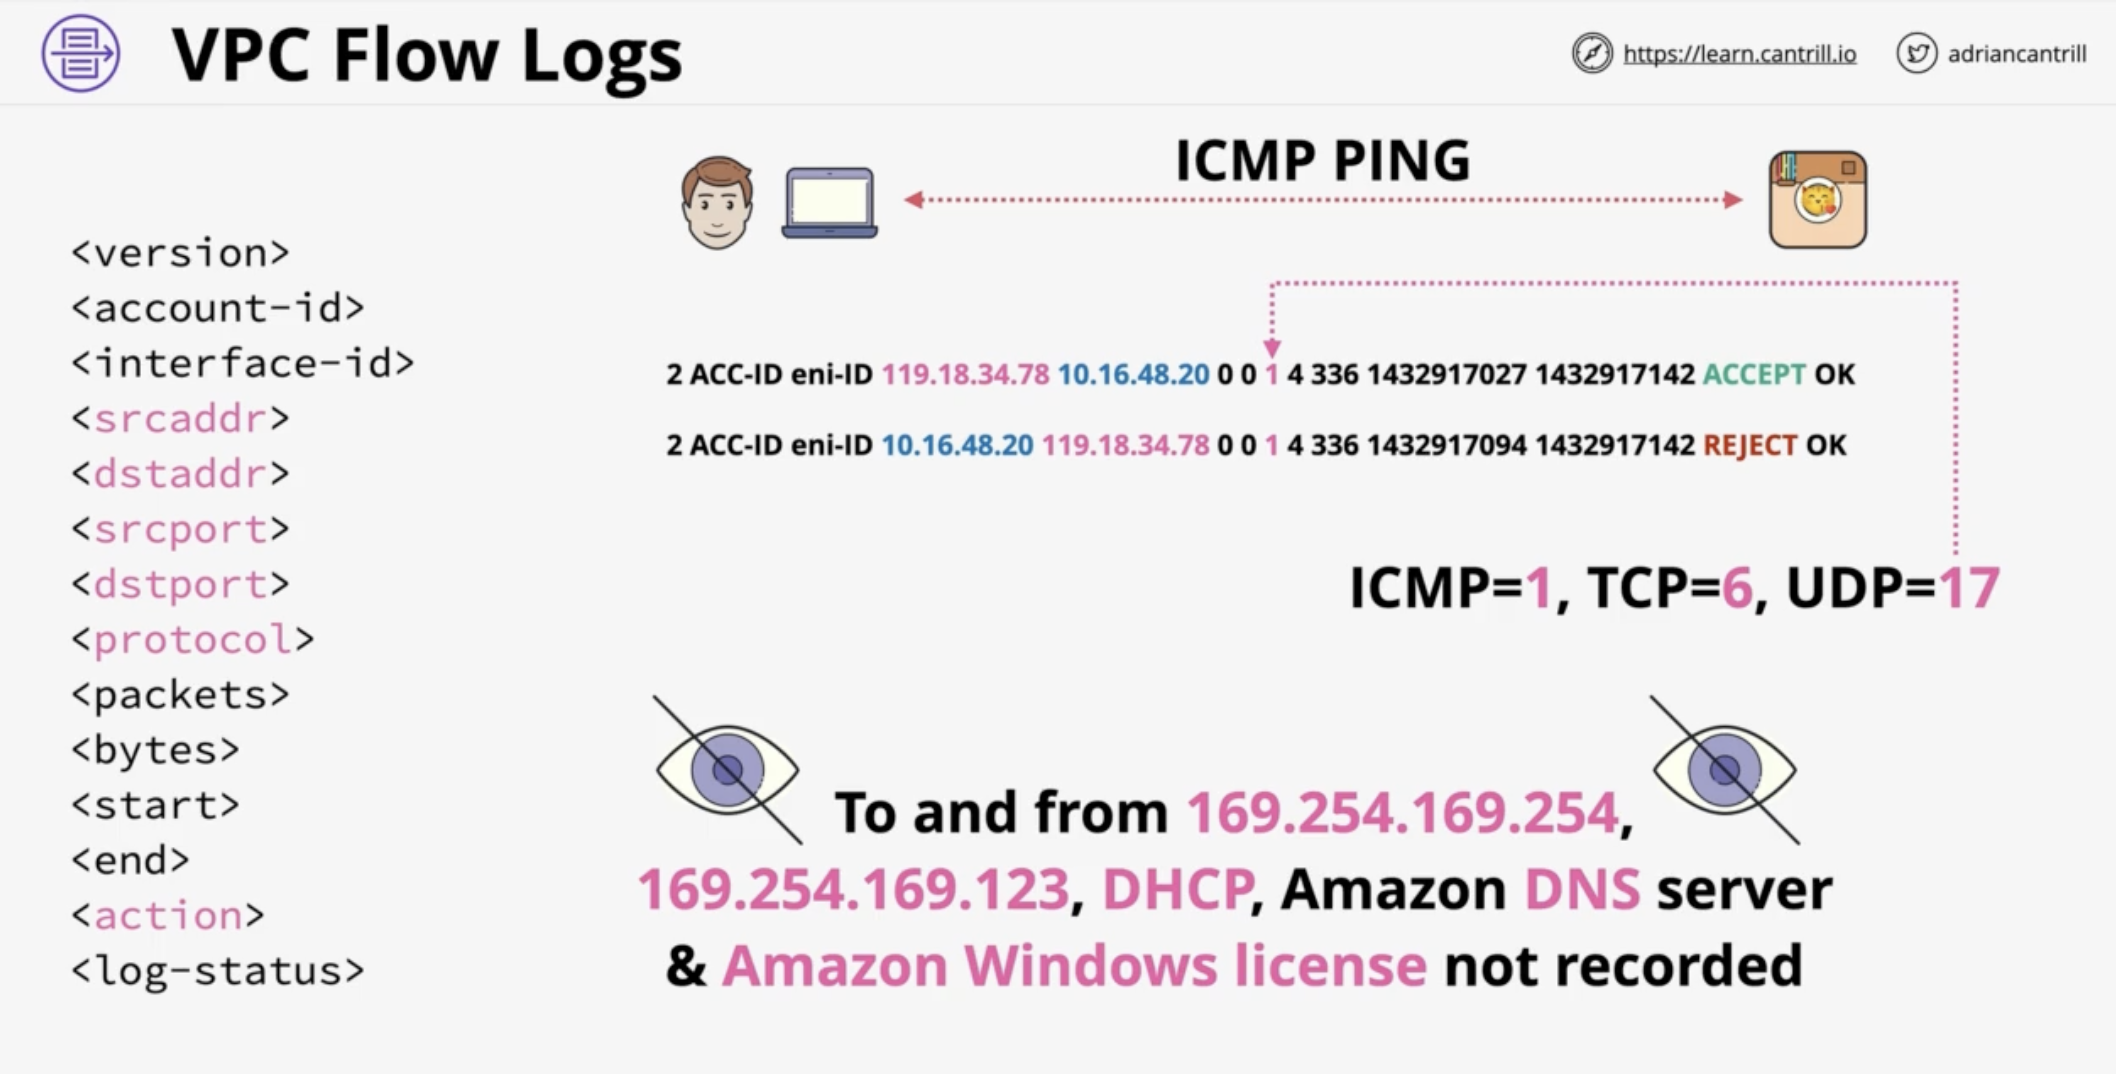 VPC Flow Logs
https://learn.cantrill.io
adriancantrill
ICMP PING
<version>
<account-id>
<interface-id>
<srcaddr>
<dstaddr>
<srcport>
<dstport>
<protocol>
<packets>
<bytes>
<start>
<end>
<action>
<log-status>
2 ACC-ID eni-ID 119.18.34.78 10.16.48.20 0 0 1 4 336 1432917027 1432917142 ACCEPT OK
2 ACC-ID eni-ID 10.16.48.20 119.18.34.78 0 0 1 4 336 1432917094 1432917142 REJECT OK
ICMP=1, TCP=6, UDP=17
To and from 169.254.169.254,
169.254.169.123, DHCP, Amazon DNS server
& Amazon Windows license not recorded